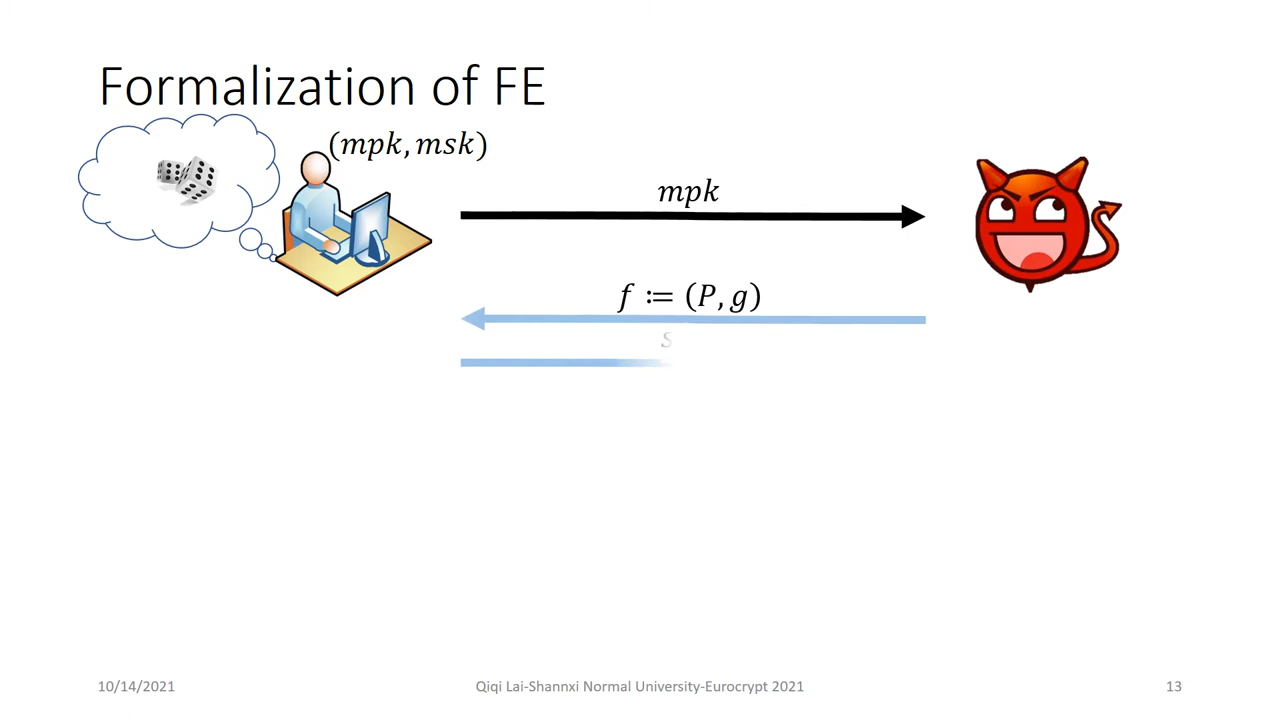 Formalization of FE
(mpk, msk)
mpk
f ≔ (P, g)
s
10/14/2021
Qiqi Lai-Shannxi Normal University-Eurocrypt 2021
13